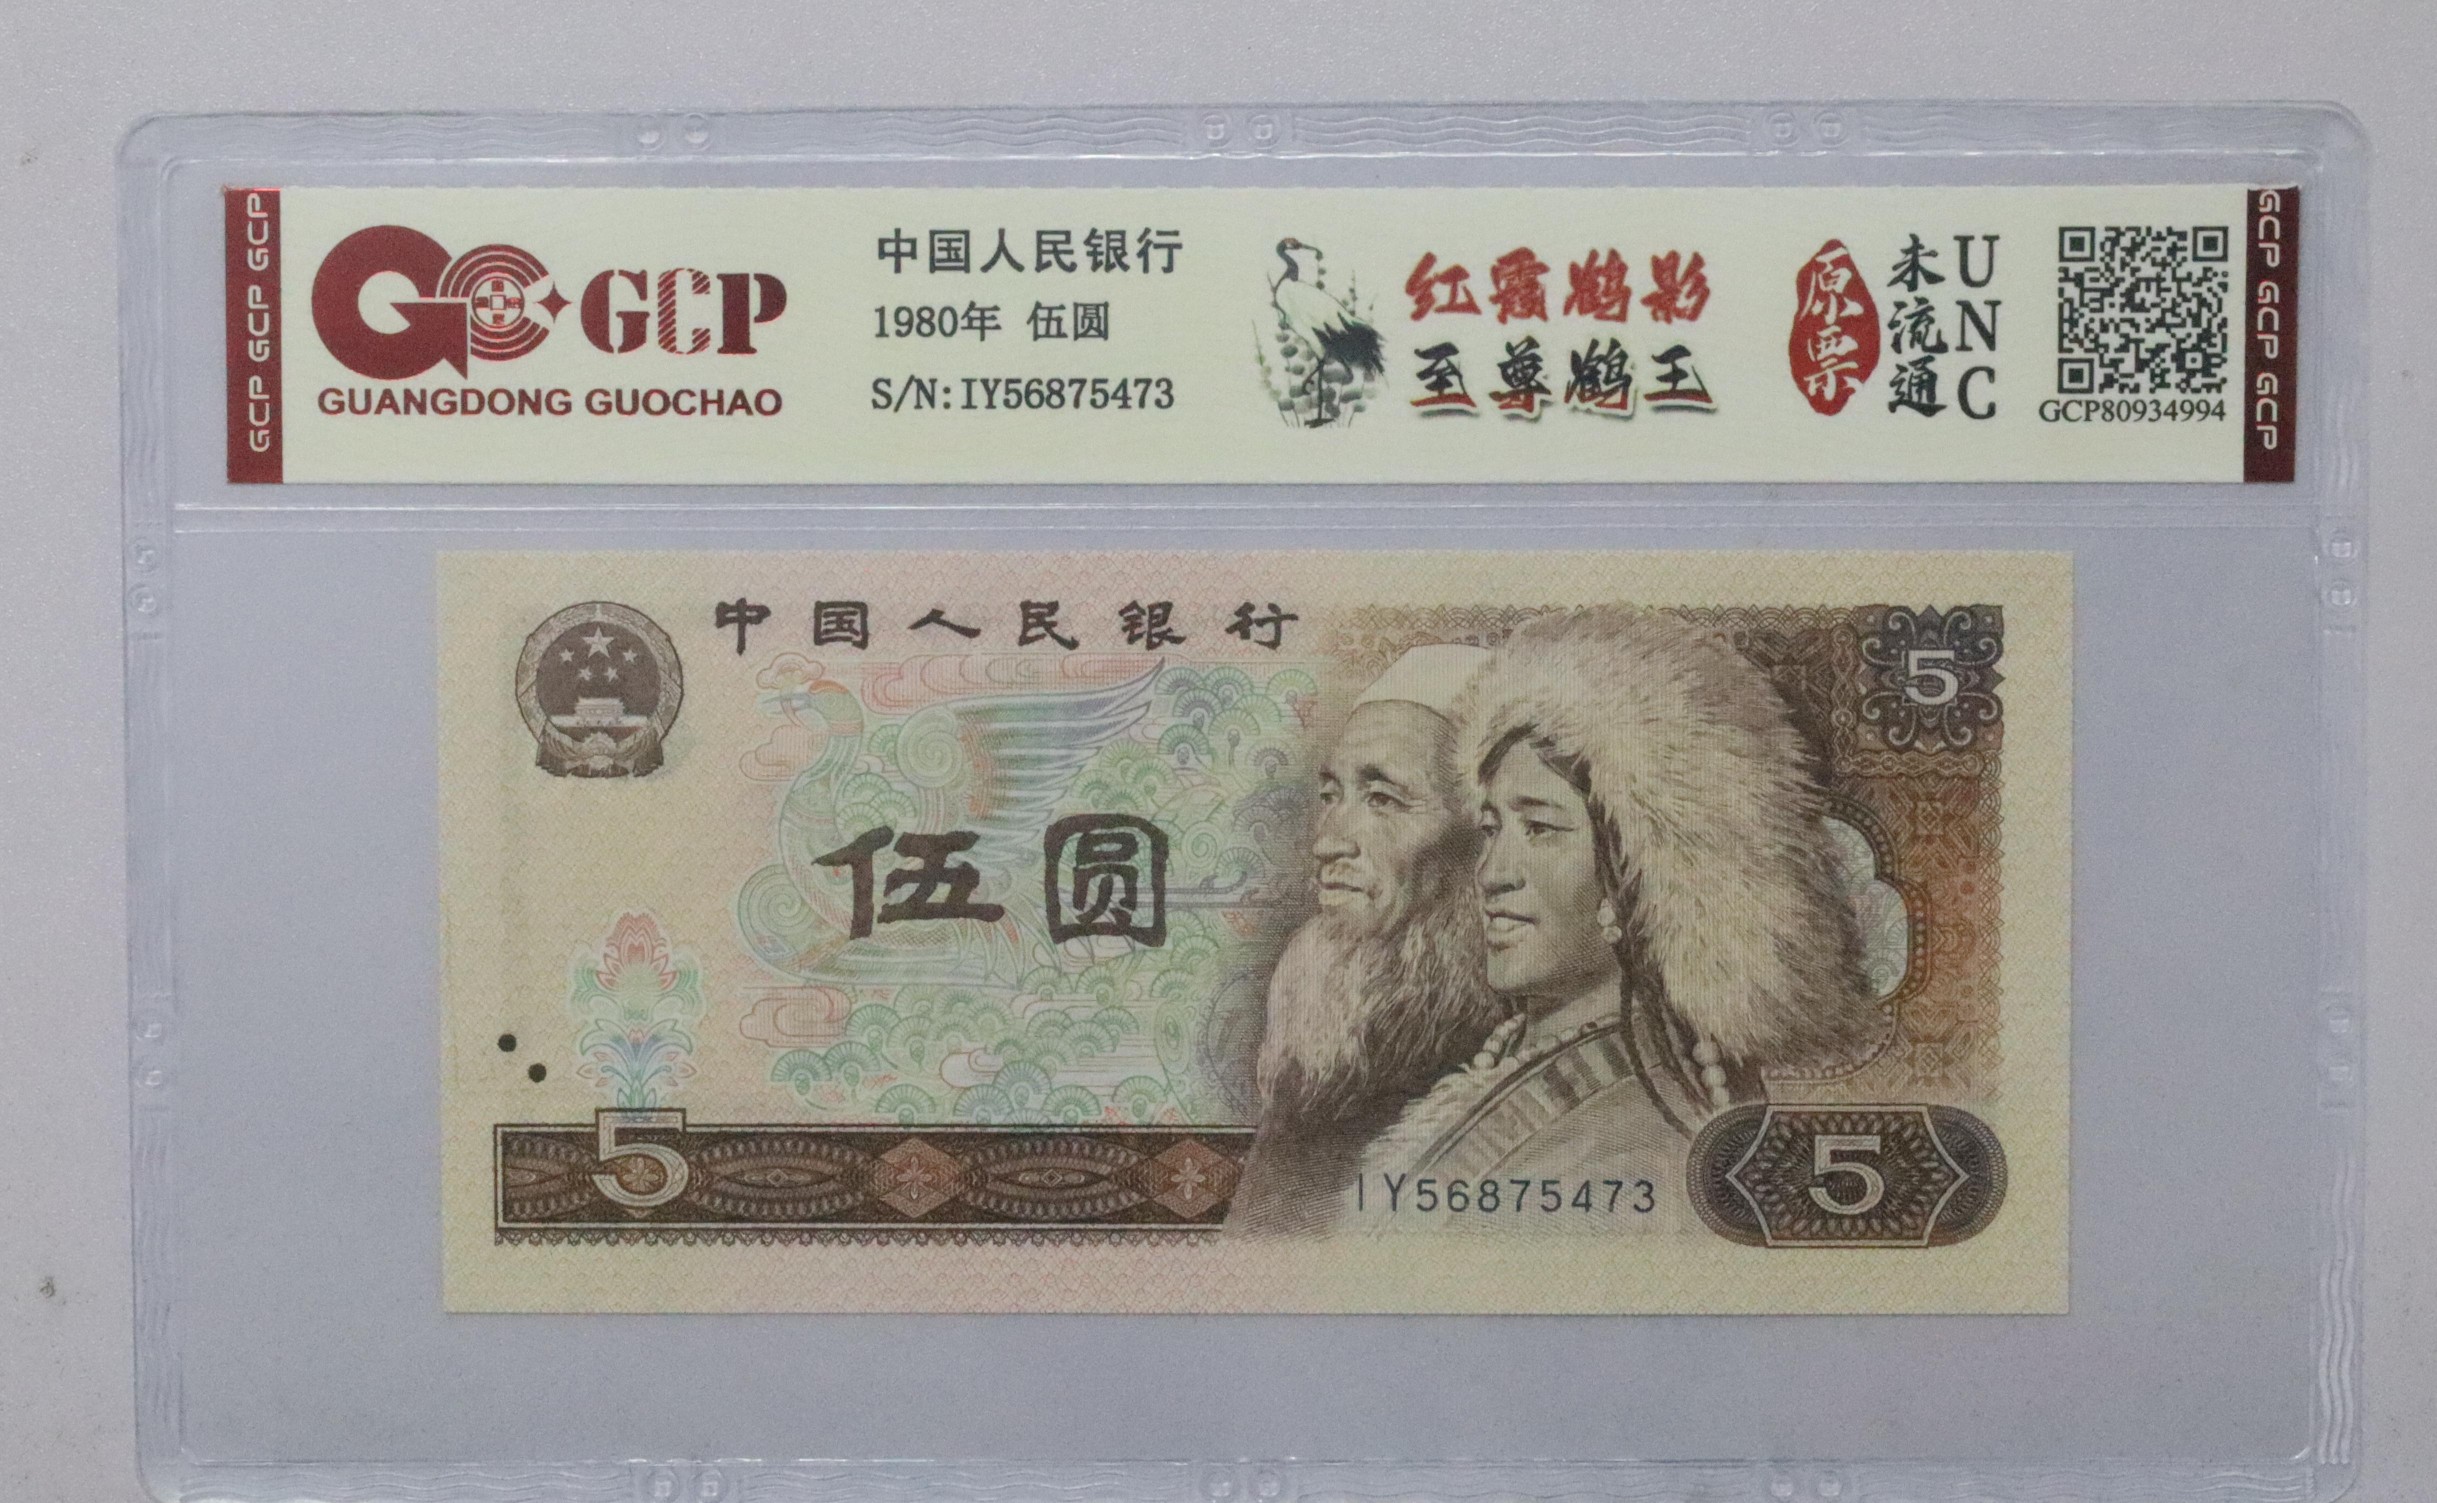 GCP GCP GCP
GCP
GUANGDONG GUOCHAO
中国人民银行
1980年 伍圆
S/N: IY56875473
红霞鹤影
至尊鹤王
原票
未流通
UNC
GCP80934994
GCP GCP GCP
中国人民银行
5
伍圆
5
IY56875473
5